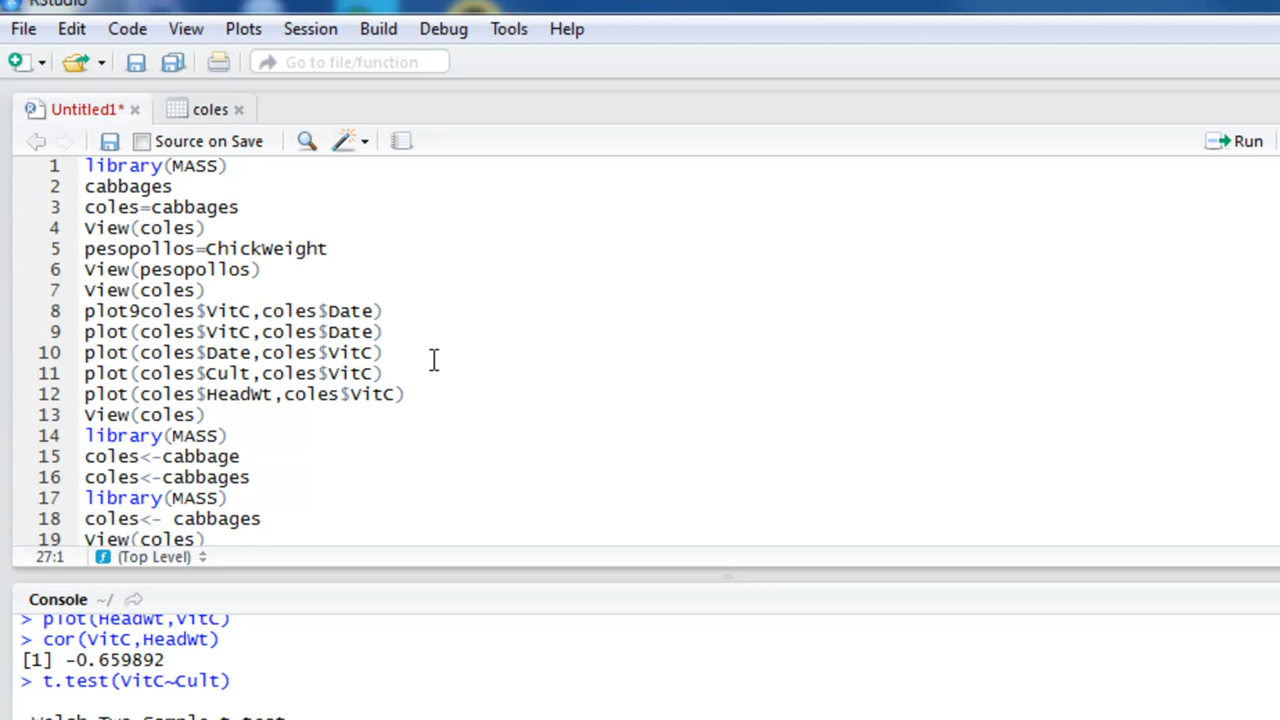 RStudio
File Edit Code View Plots Session Build Debug Tools Help
Go to file/function
Untitled1* coles
Source on Save Run
1 library(MASS)
2 cabbages
3 coles=cabbages
4 View(coles)
5 pesopollos=ChickWeight
6 View(pesopollos)
7 View(coles)
8 plot9coles$VitC,coles$Date)
9 plot(coles$VitC,coles$Date)
10 plot(coles$Date,coles$VitC)
11 plot(coles$Cult,coles$VitC)
12 plot(coles$HeadWt,coles$VitC)
13 View(coles)
14 library(MASS)
15 coles<-cabbage
16 coles<-cabbages
17 library(MASS)
18 coles<- cabbages
19 View(coles)
27:1 (Top Level)
Console ~/
> plot(HeadWt,VitC)
> cor(VitC,HeadWt)
[1] -0.659892
> t.test(VitC~Cult)
Welch Two Sample t-test